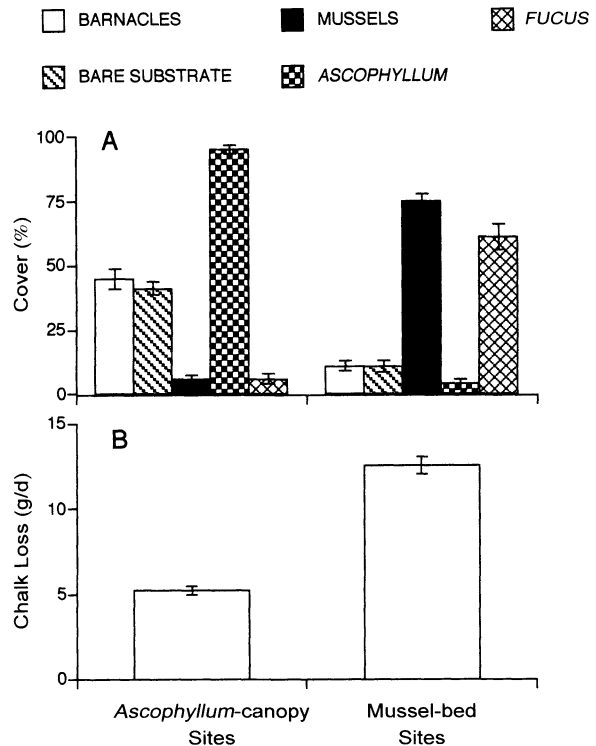 BARNACLES
MUSSELS
FUCUS
BARE SUBSTRATE
ASCOPHYLLUM
A
100
75
50
25
0
Cover (%)
B
15
10
5
0
Chalk Loss (g/d)
Ascophyllum-canopy
Sites
Mussel-bed
Sites